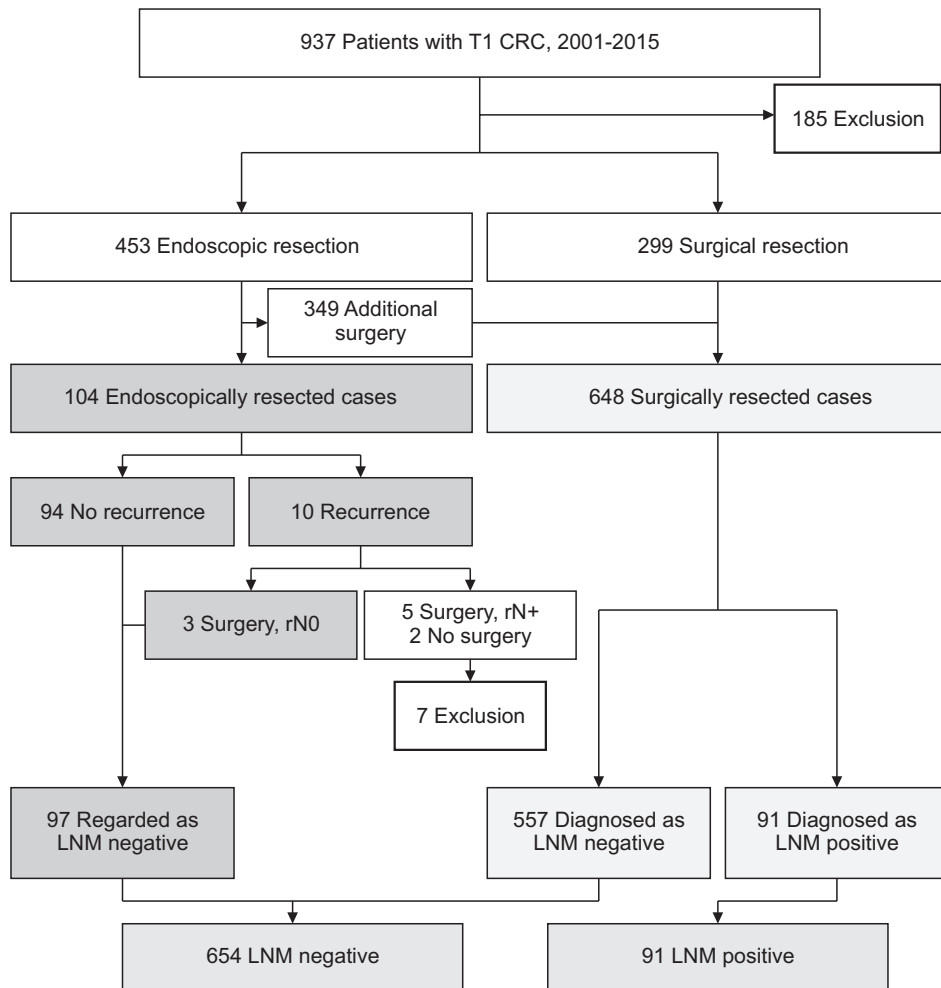 937 Patients with T1 CRC, 2001-2015
185 Exclusion
453 Endoscopic resection
299 Surgical resection
349 Additional
surgery
104 Endoscopically resected cases
648 Surgically resected cases
94 No recurrence
10 Recurrence
3 Surgery, rN0
5 Surgery, rN+
2 No surgery
7 Exclusion
97 Regarded as
LNM negative
557 Diagnosed as
LNM negative
91 Diagnosed as
LNM positive
654 LNM negative
91 LNM positive